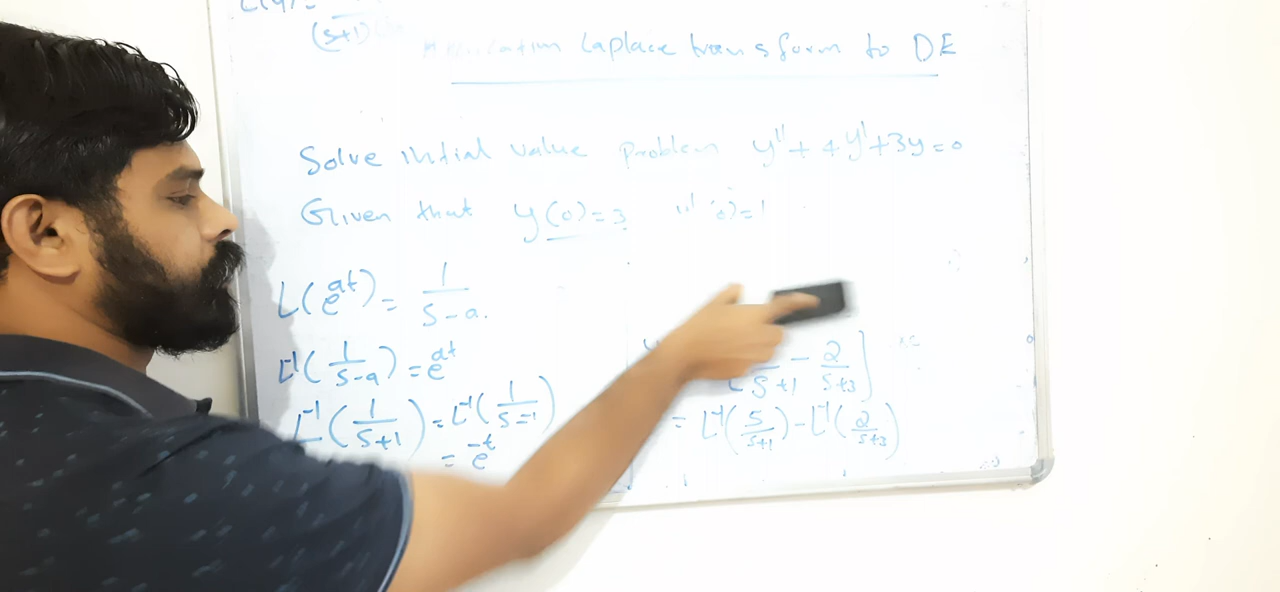 L(y) =
(s+1)
Laplace transform to DE
Solve initial value problem y'' + 4y' + 3y = 0
Given that y(0) = 3 (0) = 1
L(e^{at}) = 1/(s-a).
L^{-1}(1/(s-a)) = e^{at}
L^{-1}(1/(s+1)) = L^{-1}(1/(s-\,-1))
= e^{-t}
/(s+1) - 2/(s+3)]
= L^{-1}(5/(s+1)) - L^{-1}(2/(s+3))